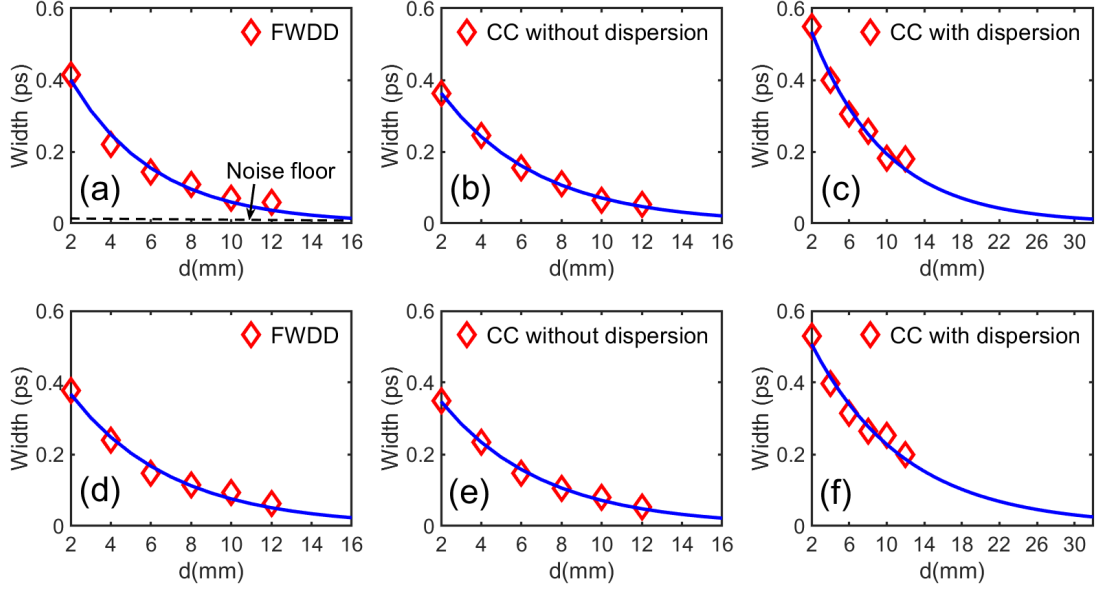 0.6
0.4
0.2
0
Width (ps)
FWDD
Noise floor
(a)
2 4 6 8 10 12 14 16
d(mm)
0.6
0.4
0.2
0
Width (ps)
CC without dispersion
(b)
2 4 6 8 10 12 14 16
d(mm)
0.6
0.4
0.2
0
Width (ps)
CC with dispersion
(c)
2 6 10 14 18 22 26 30
d(mm)
0.6
0.4
0.2
0
Width (ps)
FWDD
(d)
2 4 6 8 10 12 14 16
d(mm)
0.6
0.4
0.2
0
Width (ps)
CC without dispersion
(e)
2 4 6 8 10 12 14 16
d(mm)
0.6
0.4
0.2
0
Width (ps)
CC with dispersion
(f)
2 6 10 14 18 22 26 30
d(mm)